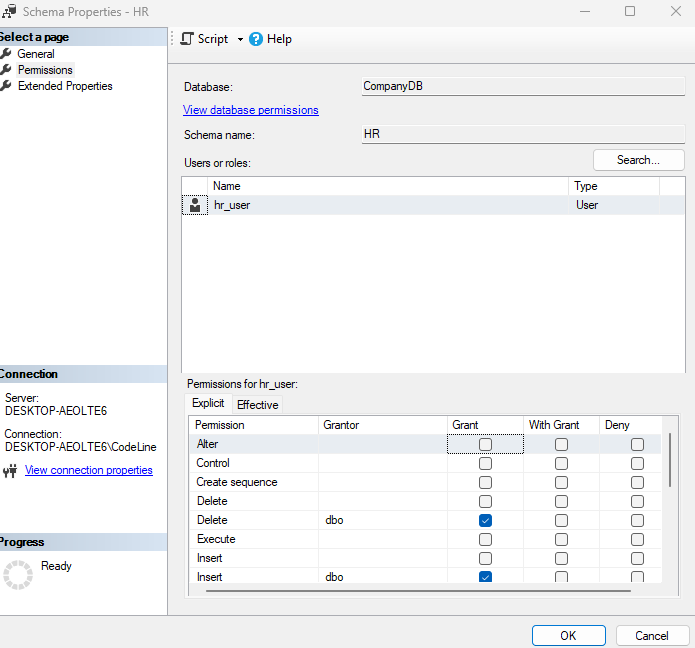 Schema Properties - HR
Select a page
General
Permissions
Extended Properties
Script
Help
Database: CompanyDB
View database permissions
Schema name: HR
Users or roles:
Search...
Name Type
hr_user User
Permissions for hr_user:
Explicit Effective
Permission Grantor Grant With Grant Deny
Alter
Control
Create sequence
Delete
Delete dbo
Execute
Insert
Insert dbo
Connection
Server:
DESKTOP-AEOLTE6
Connection:
DESKTOP-AEOLTE6\CodeLine
View connection properties
Progress
Ready
OK Cancel